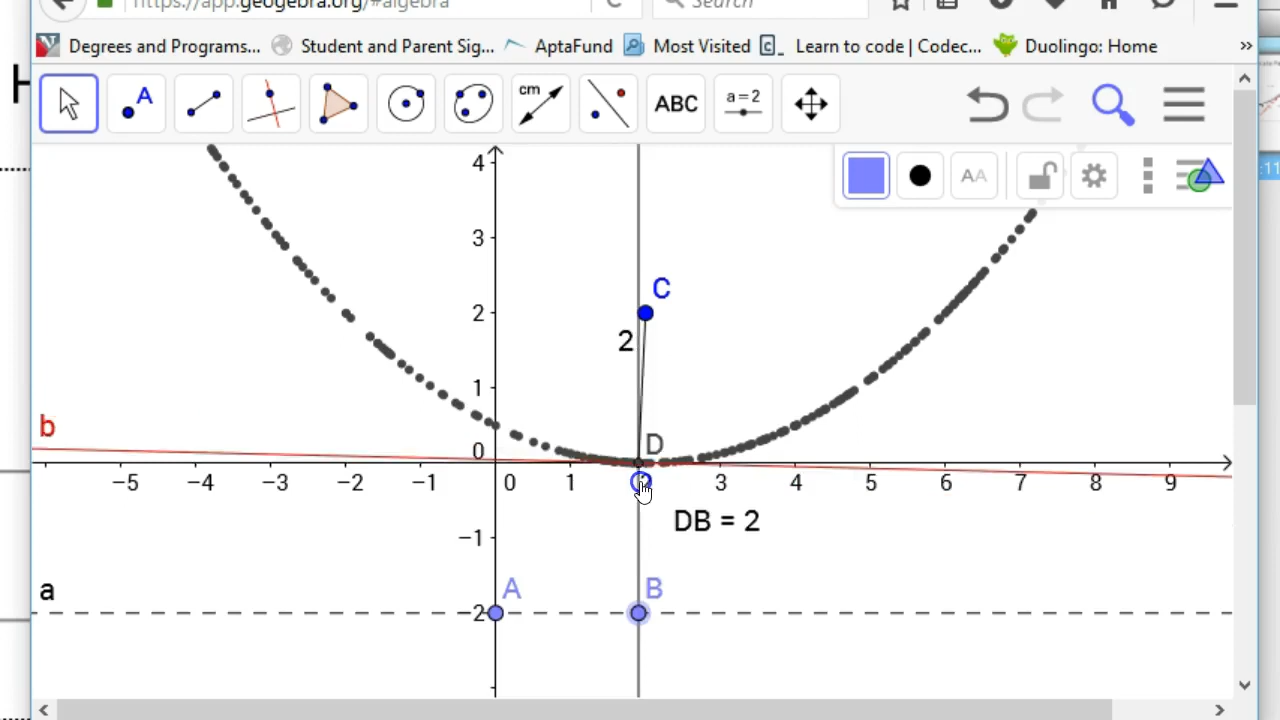 https://app.geogebra.org/#algebra
Search
Degrees and Programs...
Student and Parent Sig...
AptaFund
Most Visited
Learn to code | Codec...
Duolingo: Home
»
H
A
cm
ABC
a=2
AA
4
3
2
1
0
−1
−2
−5
−4
−3
−2
−1
0
1
3
4
5
6
7
8
9
b
C
2
D
DB = 2
a
A
B
:11